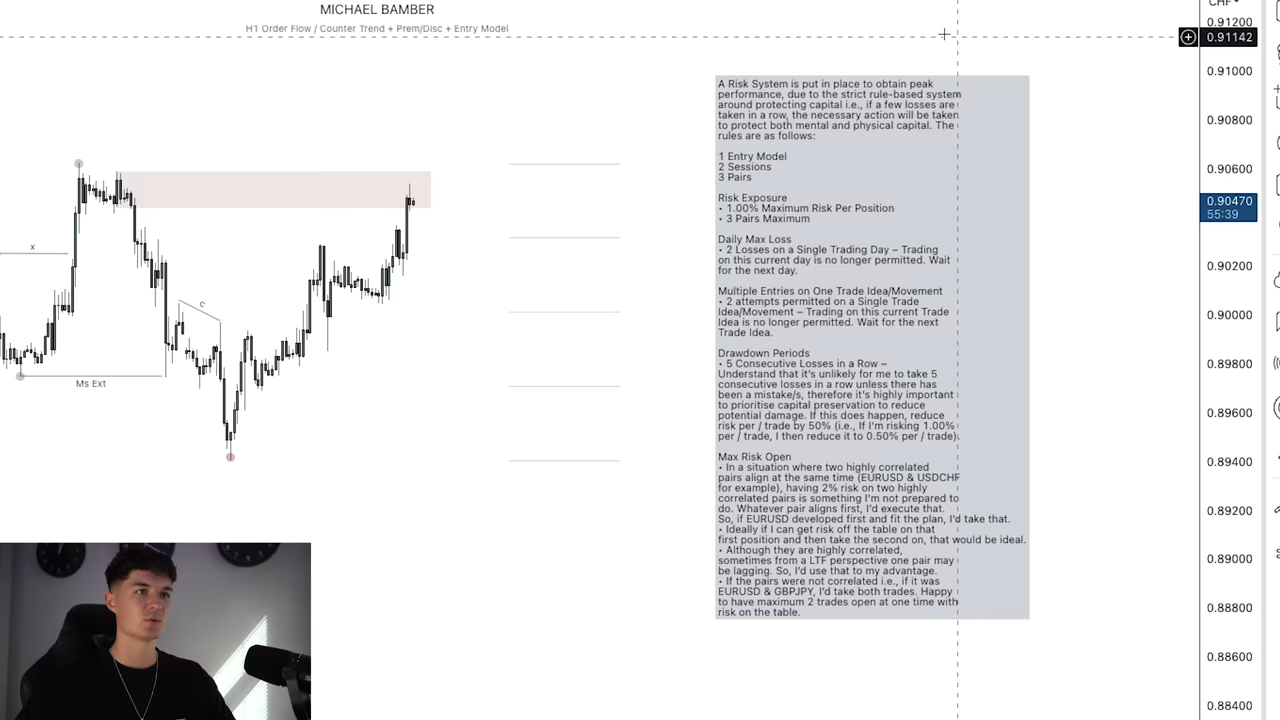 MICHAEL BAMBER
H1 Order Flow / Counter Trend + Prem/Disc + Entry Model
CHF
0.91200
0.91142
0.91000
0.90800
0.90600
0.90470
55:39
0.90200
0.90000
0.89800
0.89600
0.89400
0.89200
0.89000
0.88800
0.88600
0.88400
x
c
Ms Ext
A Risk System is put in place to obtain peak
performance, due to the strict rule-based system
around protecting capital i.e., if a few losses are
taken in a row, the necessary action will be taken
to protect both mental and physical capital. The
rules are as follows:
1 Entry Model
2 Sessions
3 Pairs
Risk Exposure
• 1.00% Maximum Risk Per Position
• 3 Pairs Maximum
Daily Max Loss
• 2 Losses on a Single Trading Day – Trading
on this current day is no longer permitted. Wait
for the next day.
Multiple Entries on One Trade Idea/Movement
• 2 attempts permitted on a Single Trade
Idea/Movement – Trading on this current Trade
Idea is no longer permitted. Wait for the next
Trade Idea.
Drawdown Periods
• 5 Consecutive Losses in a Row –
Understand that it's unlikely for me to take 5
consecutive losses in a row unless there has
been a mistake/s, therefore it's highly important
to prioritise capital preservation to reduce
potential damage. If this does happen, reduce
risk per / trade by 50% (i.e., If I'm risking 1.00%
per / trade, I then reduce it to 0.50% per / trade).
Max Risk Open
• In a situation where two highly correlated
pairs align at the same time (EURUSD & USDCHF
for example), having 2% risk on two highly
correlated pairs is something I'm not prepared to
do. Whatever pair aligns first, I'd execute that.
So, if EURUSD developed first and fit the plan, I'd take that.
• Ideally if I can get risk off the table on that
first position and then take the second on, that would be ideal.
• Although they are highly correlated,
sometimes from a LTF perspective one pair may
be lagging. So, I'd use that to my advantage.
• If the pairs were not correlated i.e., if it was
EURUSD & GBPJPY, I'd take both trades. Happy
to have maximum 2 trades open at one time with
risk on the table.